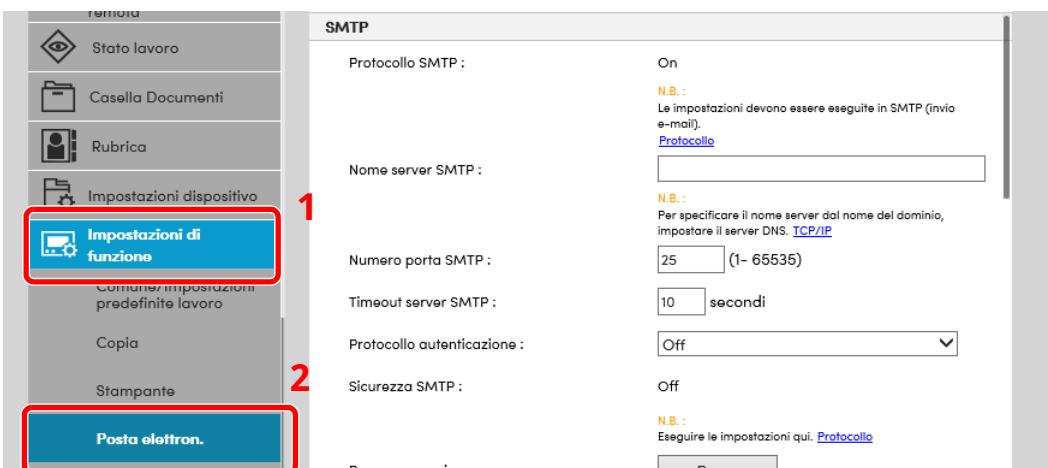 remota
Stato lavoro
Casella Documenti
Rubrica
Impostazioni dispositivo
1
Impostazioni di
funzione
Comune/Impostazioni
predefinite lavoro
Copia
Stampante
2
Posta elettron.
SMTP
Protocollo SMTP : On
N.B. :
Le impostazioni devono essere eseguite in SMTP (invio
e-mail).
Protocollo
Nome server SMTP :
N.B. :
Per specificare il nome server dal nome del dominio,
impostare il server DNS. TCP/IP
Numero porta SMTP : 25 (1- 65535)
Timeout server SMTP : 10 secondi
Protocollo autenticazione : Off
Sicurezza SMTP : Off
N.B. :
Eseguire le impostazioni qui. Protocollo